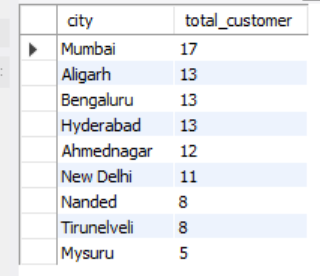 city total_customer
Mumbai 17
Aligarh 13
Bengaluru 13
Hyderabad 13
Ahmednagar 12
New Delhi 11
Nanded 8
Tirunelveli 8
Mysuru 5